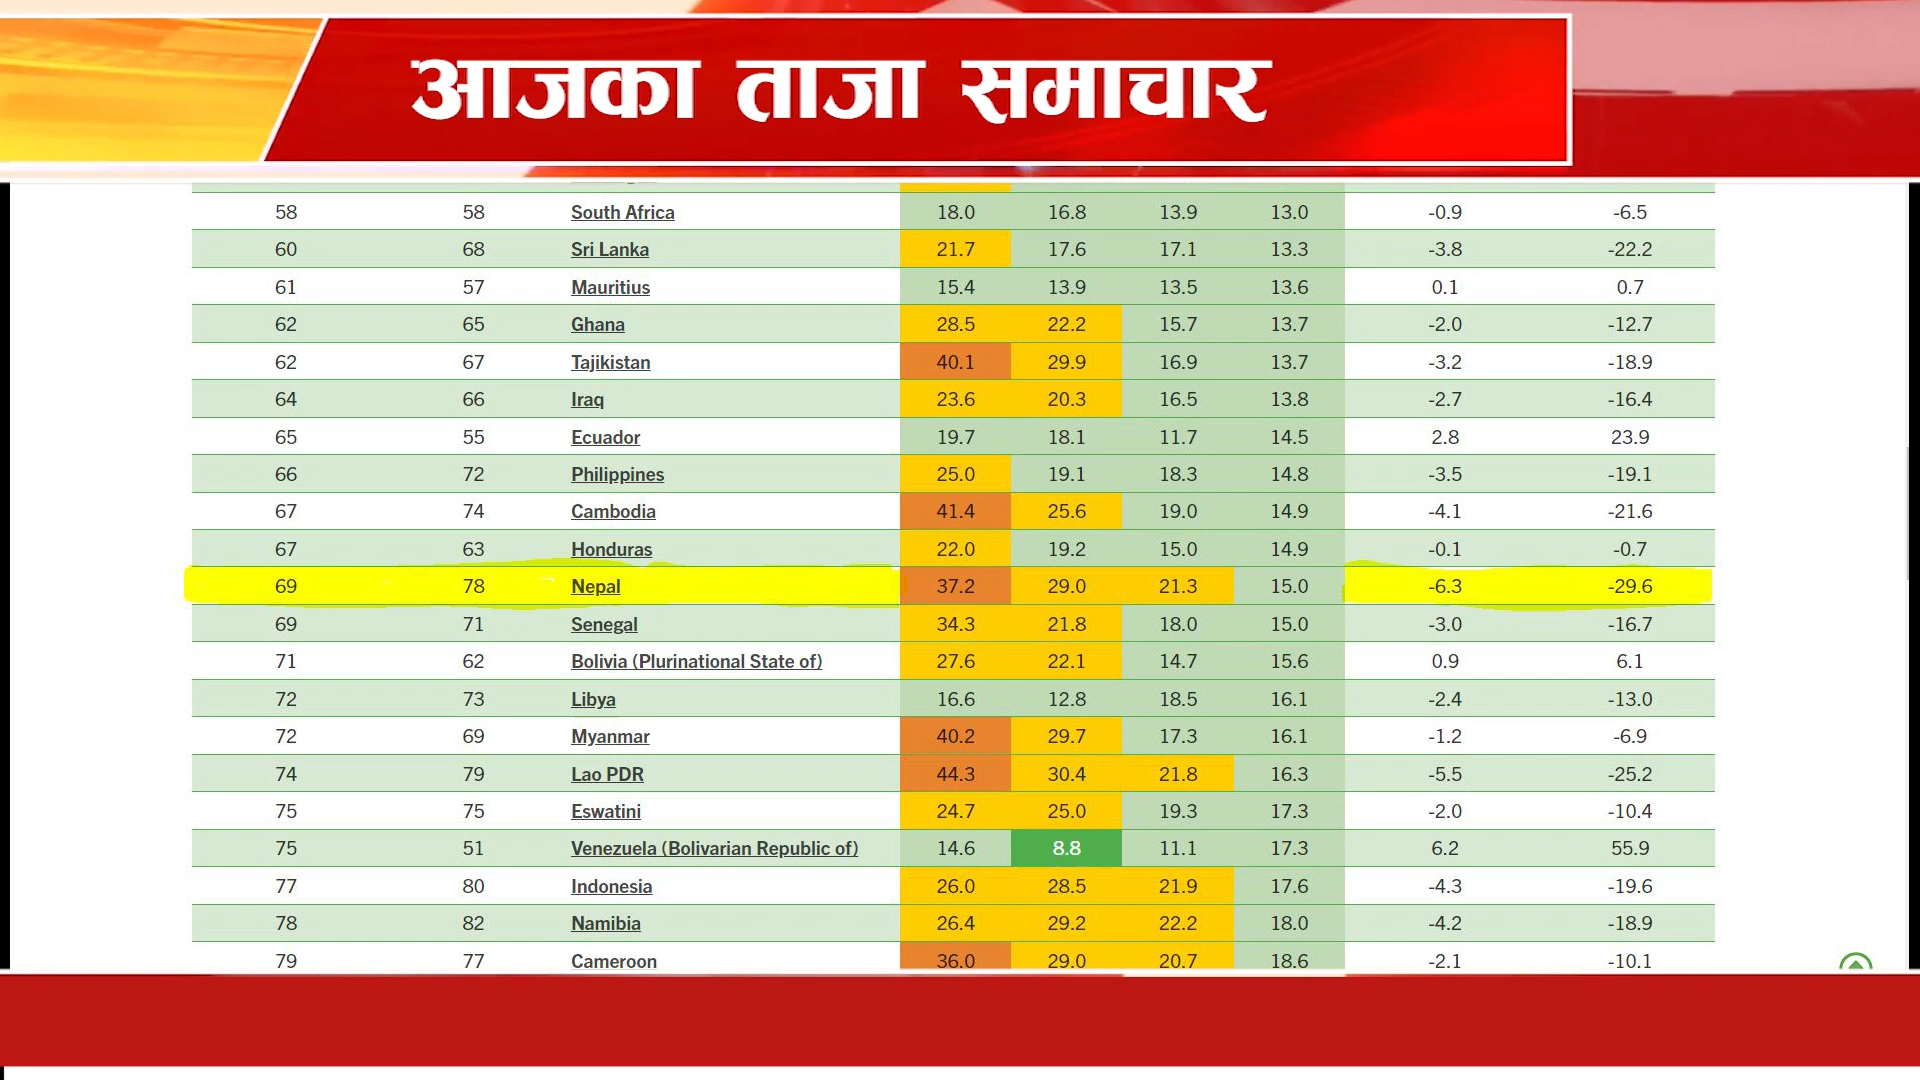 आजका ताजा समाचार
58 58 South Africa 18.0 16.8 13.9 13.0 -0.9 -6.5
60 68 Sri Lanka 21.7 17.6 17.1 13.3 -3.8 -22.2
61 57 Mauritius 15.4 13.9 13.5 13.6 0.1 0.7
62 65 Ghana 28.5 22.2 15.7 13.7 -2.0 -12.7
62 67 Tajikistan 40.1 29.9 16.9 13.7 -3.2 -18.9
64 66 Iraq 23.6 20.3 16.5 13.8 -2.7 -16.4
65 55 Ecuador 19.7 18.1 11.7 14.5 2.8 23.9
66 72 Philippines 25.0 19.1 18.3 14.8 -3.5 -19.1
67 74 Cambodia 41.4 25.6 19.0 14.9 -4.1 -21.6
67 63 Honduras 22.0 19.2 15.0 14.9 -0.1 -0.7
69 78 Nepal 37.2 29.0 21.3 15.0 -6.3 -29.6
69 71 Senegal 34.3 21.8 18.0 15.0 -3.0 -16.7
71 62 Bolivia (Plurinational State of) 27.6 22.1 14.7 15.6 0.9 6.1
72 73 Libya 16.6 12.8 18.5 16.1 -2.4 -13.0
72 69 Myanmar 40.2 29.7 17.3 16.1 -1.2 -6.9
74 79 Lao PDR 44.3 30.4 21.8 16.3 -5.5 -25.2
75 75 Eswatini 24.7 25.0 19.3 17.3 -2.0 -10.4
75 51 Venezuela (Bolivarian Republic of) 14.6 8.8 11.1 17.3 6.2 55.9
77 80 Indonesia 26.0 28.5 21.9 17.6 -4.3 -19.6
78 82 Namibia 26.4 29.2 22.2 18.0 -4.2 -18.9
79 77 Cameroon 36.0 29.0 20.7 18.6 -2.1 -10.1